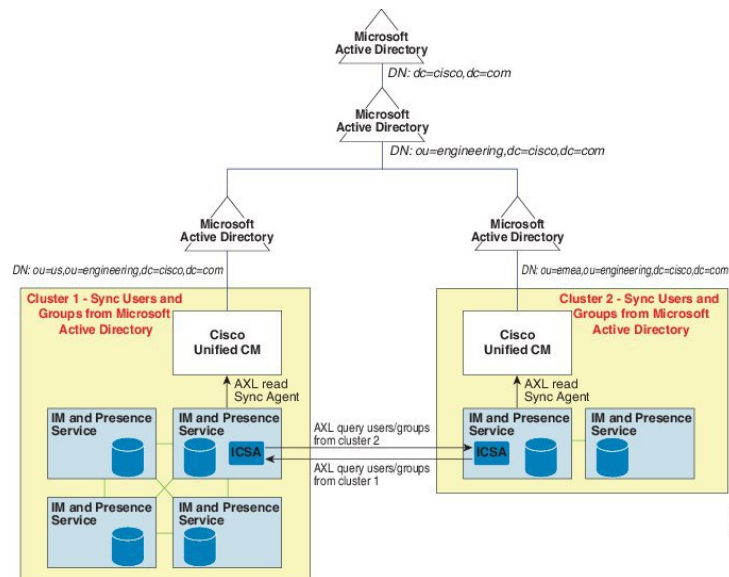 Microsoft
Active Directory
DN: dc=cisco,dc=com
Microsoft
Active Directory
DN: ou=engineering,dc=cisco,dc=com
Microsoft
Active Directory
DN: ou=us,ou=engineering,dc=cisco,dc=com
Microsoft
Active Directory
DN: ou=emea,ou=engineering,dc=cisco,dc=com
Cluster 1 - Sync Users and
Groups from Microsoft
Active Directory
Cisco
Unified CM
AXL read
Sync Agent
IM and Presence
Service
IM and Presence
Service
ICSA
IM and Presence
Service
IM and Presence
Service
AXL query users/groups
from cluster 2
AXL query users/groups
from cluster 1
Cluster 2 - Sync Users and
Groups from Microsoft
Active Directory
Cisco
Unified CM
AXL read
Sync Agent
IM and Presence
Service
ICSA
IM and Presence
Service